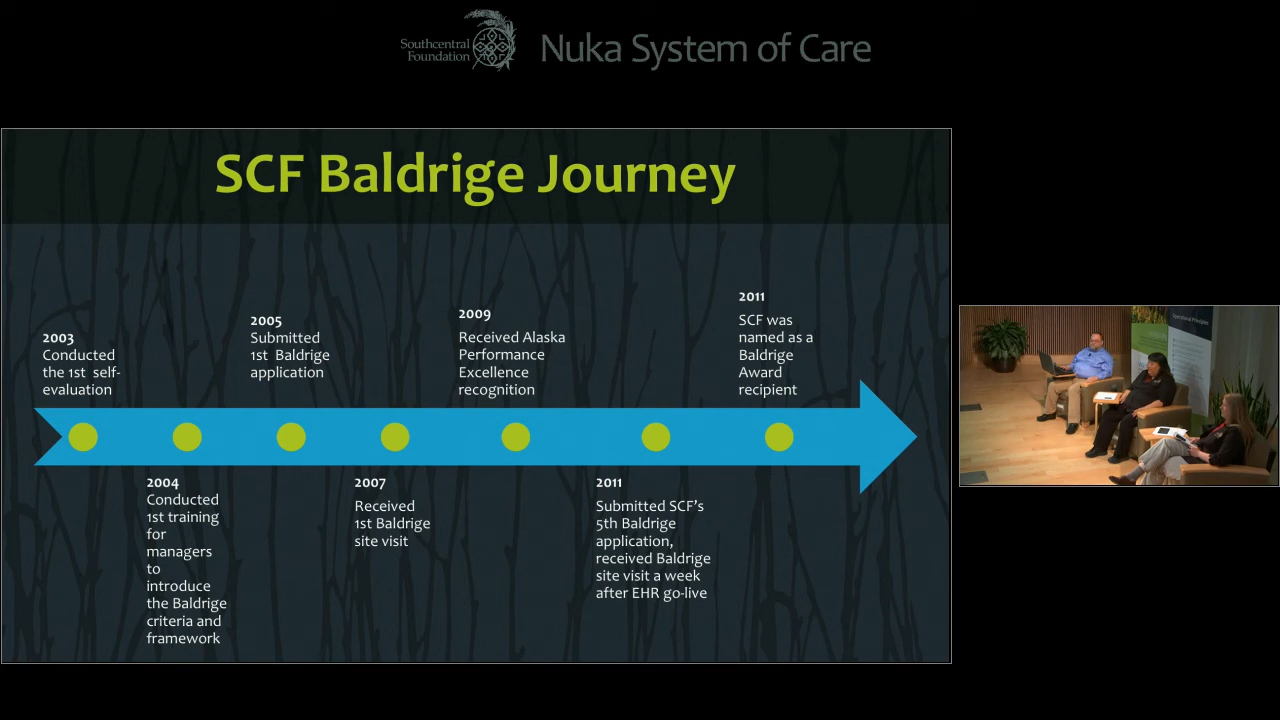 Southcentral
Foundation
Nuka System of Care
SCF Baldrige Journey
2003
Conducted
the 1st self-
evaluation
2004
Conducted
1st training
for
managers
to
introduce
the Baldrige
criteria and
framework
2005
Submitted
1st Baldrige
application
2007
Received
1st Baldrige
site visit
2009
Received Alaska
Performance
Excellence
recognition
2011
Submitted SCF's
5th Baldrige
application,
received Baldrige
site visit a week
after EHR go-live
2011
SCF was
named as a
Baldrige
Award
recipient
Operational Principles